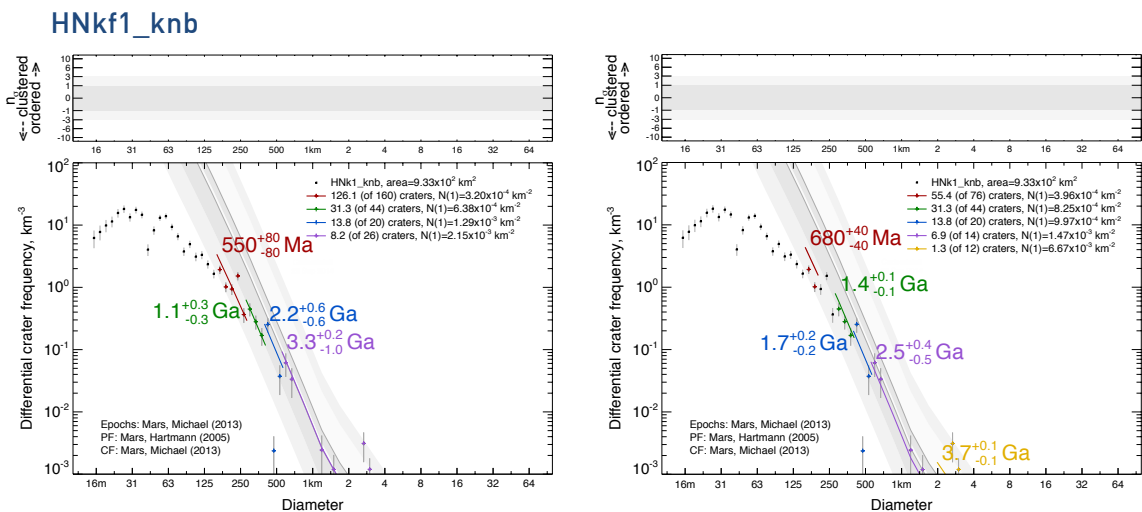 HNkf1_knb
<-- clustered
ordered ->
n
10
6
3
1
0
-1
-3
-6
-10
16 31 63 125 250 500 1km 2 4 8 16 32 64
Differential crater frequency, km-3
10^2
10^1
10^0
10^-1
10^-2
10^-3
HNk1_knb, area=9.33x10^2 km^2
126.1 (of 160) craters, N(1)=3.20x10^-4 km^-2
31.3 (of 44) craters, N(1)=6.38x10^-4 km^-2
13.8 (of 20) craters, N(1)=1.29x10^-3 km^-2
8.2 (of 26) craters, N(1)=2.15x10^-3 km^-2
550 +80 -80 Ma
1.1 +0.3 -0.3 Ga
2.2 +0.6 -0.6 Ga
3.3 +0.2 -1.0 Ga
Epochs: Mars, Michael (2013)
PF: Mars, Hartmann (2005)
CF: Mars, Michael (2013)
16m 31 63 125 250 500 1km 2 4 8 16 32 64
Diameter
<-- clustered
ordered ->
n
10
6
3
1
0
-1
-3
-6
-10
16 31 63 125 250 500 1km 2 4 8 16 32 64
Differential crater frequency, km-3
10^2
10^1
10^0
10^-1
10^-2
10^-3
HNk1_knb, area=9.33x10^2 km^2
55.4 (of 76) craters, N(1)=3.96x10^-4 km^-2
31.3 (of 44) craters, N(1)=8.25x10^-4 km^-2
13.8 (of 20) craters, N(1)=9.97x10^-4 km^-2
6.9 (of 14) craters, N(1)=1.47x10^-3 km^-2
1.3 (of 12) craters, N(1)=6.67x10^-3 km^-2
680 +40 -40 Ma
1.4 +0.1 -0.1 Ga
1.7 +0.2 -0.2 Ga
2.5 +0.4 -0.5 Ga
3.7 +0.1 -0.1 Ga
Epochs: Mars, Michael (2013)
PF: Mars, Hartmann (2005)
CF: Mars, Michael (2013)
16m 31 63 125 250 500 1km 2 4 8 16 32 64
Diameter